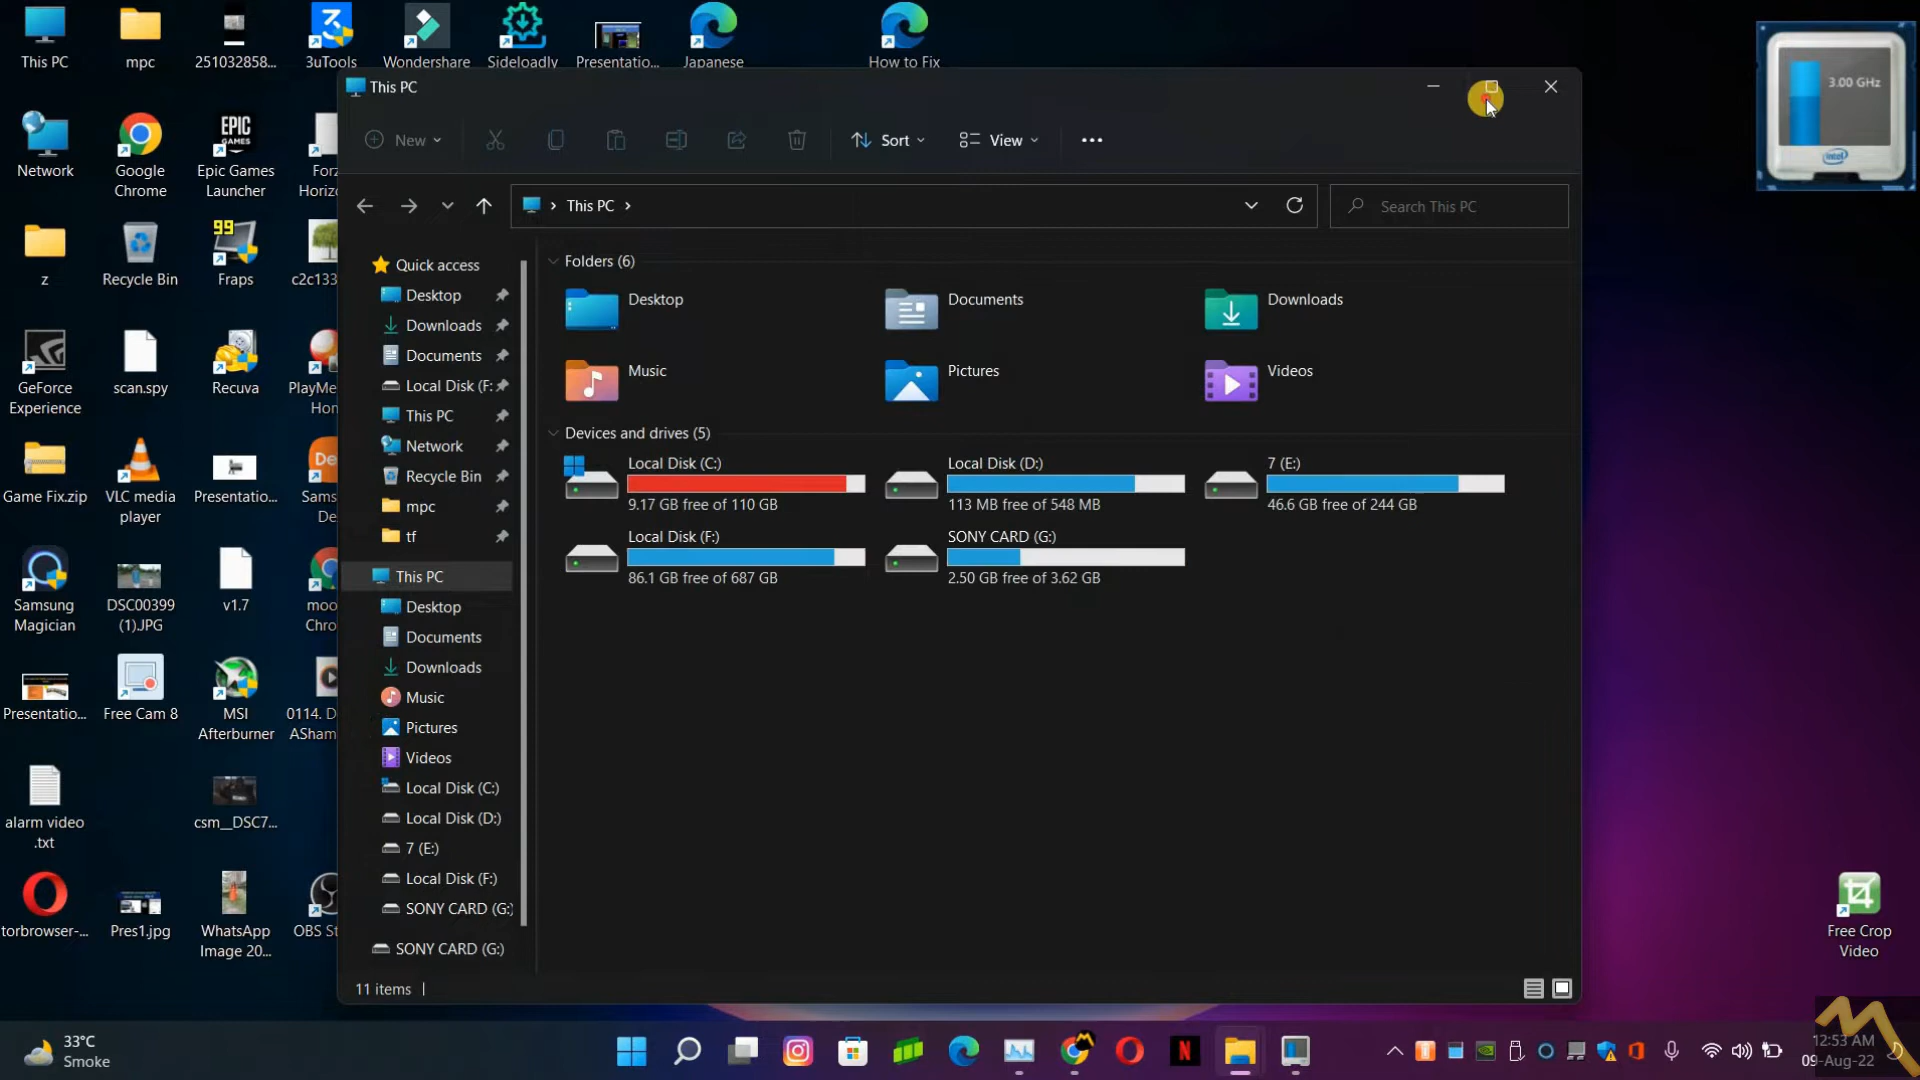 This PC
mpc
251032858...
3uTools
Wondershare
Sideloadly
Presentatio...
Japanese
How to Fix
3.00 GHz
intel
This PC
New
Sort
View
This PC
Search This PC
Network
Google
Chrome
EPIC
GAMES
Epic Games
Launcher
Forz
Horizo
z
Recycle Bin
99
Fraps
c2c133
GeForce
Experience
scan.spy
Recuva
PlayMe
Hom
Game Fix.zip
VLC media
player
Presentatio...
De
Sams
De
Samsung
Magician
DSC00399
(1).JPG
v1.7
moo
Chro
Presentatio...
Free Cam 8
MSI
Afterburner
0114. D
ASham
alarm video
.txt
csm__DSC7...
torbrowser-...
Pres1.jpg
WhatsApp
Image 20...
OBS St
Quick access
Desktop
Downloads
Documents
Local Disk (F:
This PC
Network
Recycle Bin
mpc
tf
This PC
Desktop
Documents
Downloads
Music
Pictures
Videos
Local Disk (C:)
Local Disk (D:)
7 (E:)
Local Disk (F:)
SONY CARD (G:)
SONY CARD (G:)
Folders (6)
Desktop
Documents
Downloads
Music
Pictures
Videos
Devices and drives (5)
Local Disk (C:)
9.17 GB free of 110 GB
Local Disk (D:)
113 MB free of 548 MB
7 (E:)
46.6 GB free of 244 GB
Local Disk (F:)
86.1 GB free of 687 GB
SONY CARD (G:)
2.50 GB free of 3.62 GB
11 items
Free Crop
Video
33°C
Smoke
N
12:53 AM
09-Aug-22